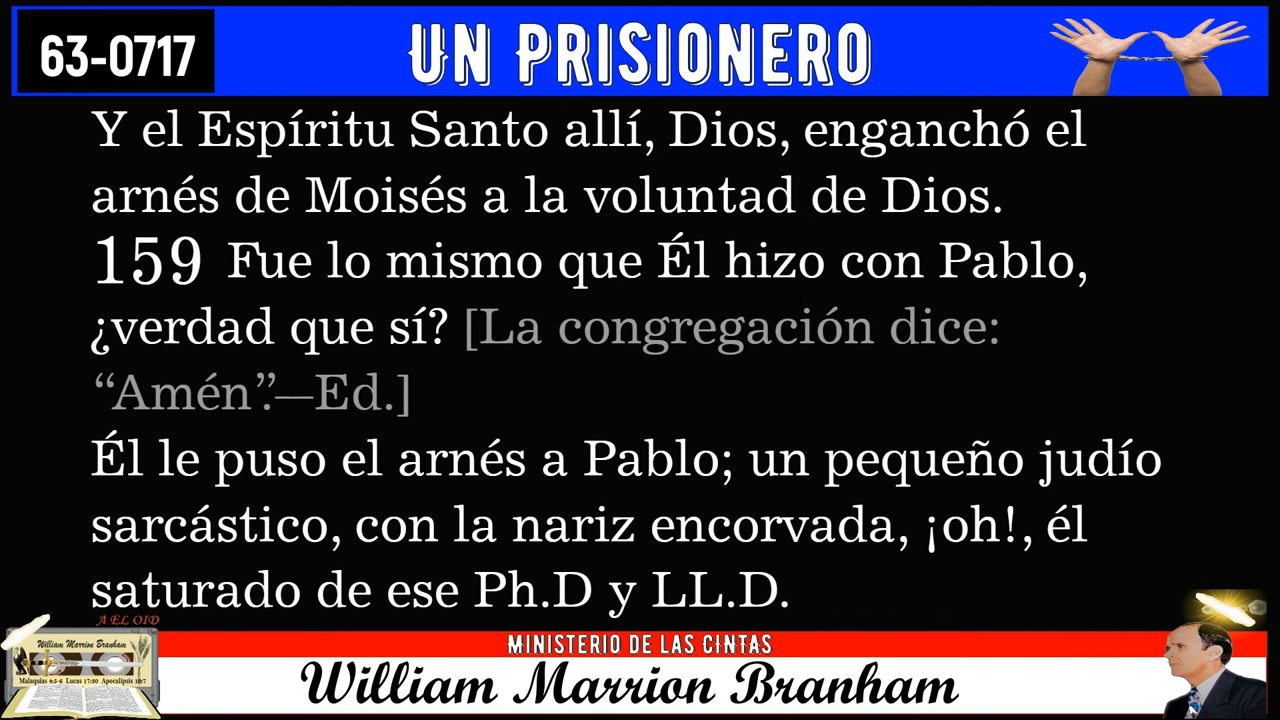 63-0717
UN PRISIONERO
Y el Espíritu Santo allí, Dios, enganchó el
arnés de Moisés a la voluntad de Dios.
159 Fue lo mismo que Él hizo con Pablo,
¿verdad que sí? [La congregación dice:
“Amén”.—Ed.]
Él le puso el arnés a Pablo; un pequeño judío
sarcástico, con la nariz encorvada, ¡oh!, él
saturado de ese Ph.D y LL.D.
A EL OID
William Marrion Branham
Malaquias 4:5-6 Lucas 17:30 Apocalipsis 10:7
MINISTERIO DE LAS CINTAS
William Marrion Branham